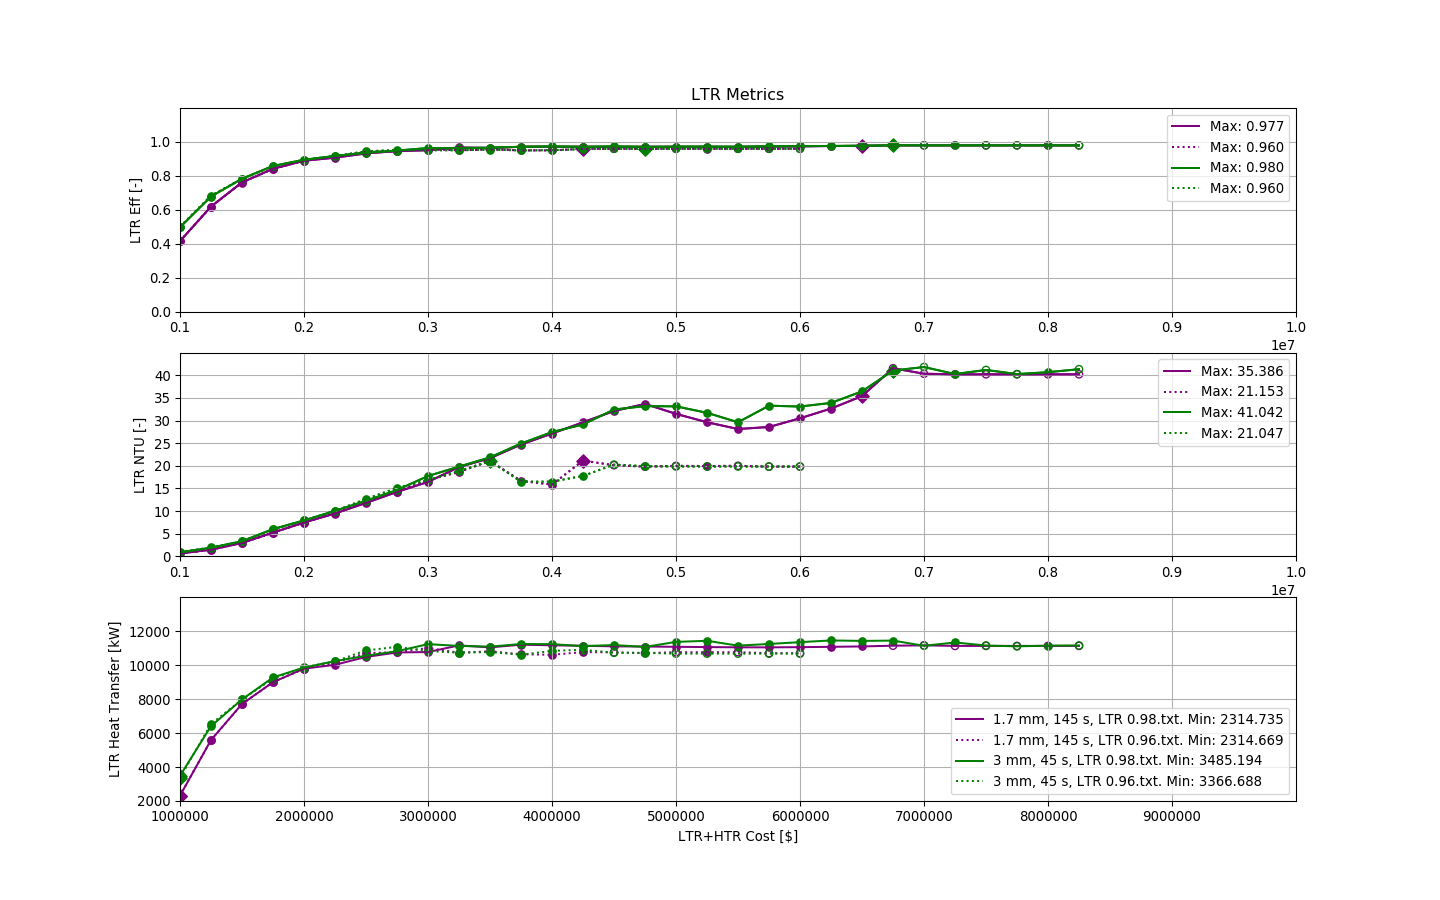 LTR Metrics
LTR Eff [-]
1.0
0.8
0.6
0.4
0.2
0.0
Max: 0.977
Max: 0.960
Max: 0.980
Max: 0.960
0.1 0.2 0.3 0.4 0.5 0.6 0.7 0.8 0.9 1.0
1e7
LTR NTU [-]
40
35
30
25
20
15
10
5
0
Max: 35.386
Max: 21.153
Max: 41.042
Max: 21.047
0.1 0.2 0.3 0.4 0.5 0.6 0.7 0.8 0.9 1.0
1e7
LTR Heat Transfer [kW]
12000
10000
8000
6000
4000
2000
1.7 mm, 145 s, LTR 0.98.txt. Min: 2314.735
1.7 mm, 145 s, LTR 0.96.txt. Min: 2314.669
3 mm, 45 s, LTR 0.98.txt. Min: 3485.194
3 mm, 45 s, LTR 0.96.txt. Min: 3366.688
1000000 2000000 3000000 4000000 5000000 6000000 7000000 8000000 9000000
LTR+HTR Cost [$]